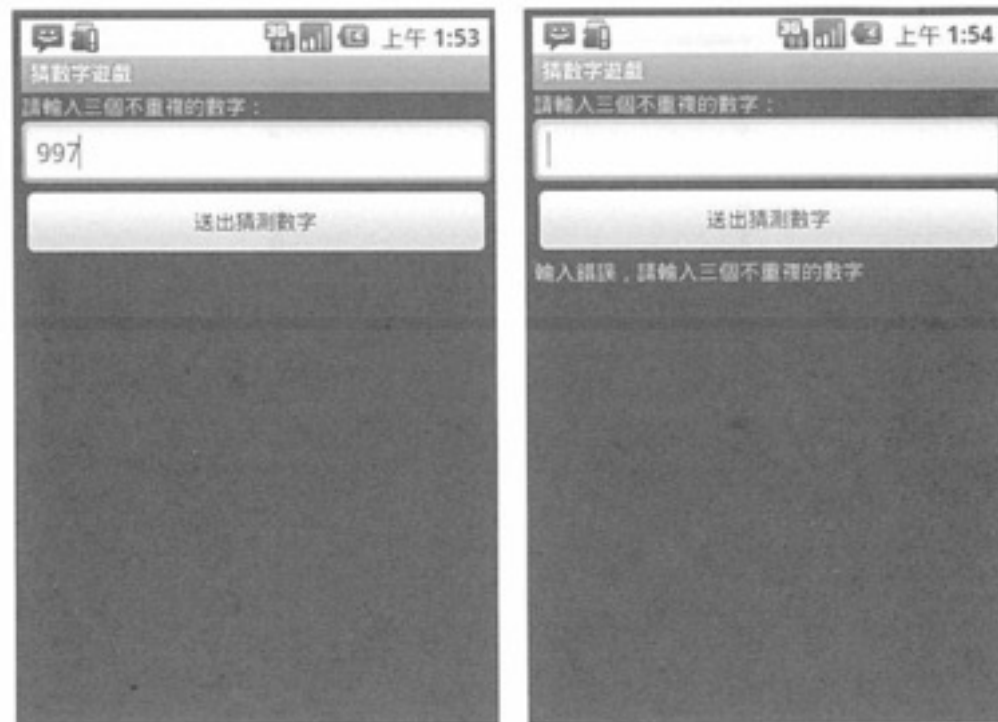 上午 1:53
猜數字遊戲
請輸入三個不重複的數字：
997
送出猜測數字
上午 1:54
猜數字遊戲
請輸入三個不重複的數字：
送出猜測數字
輸入錯誤，請輸入三個不重複的數字